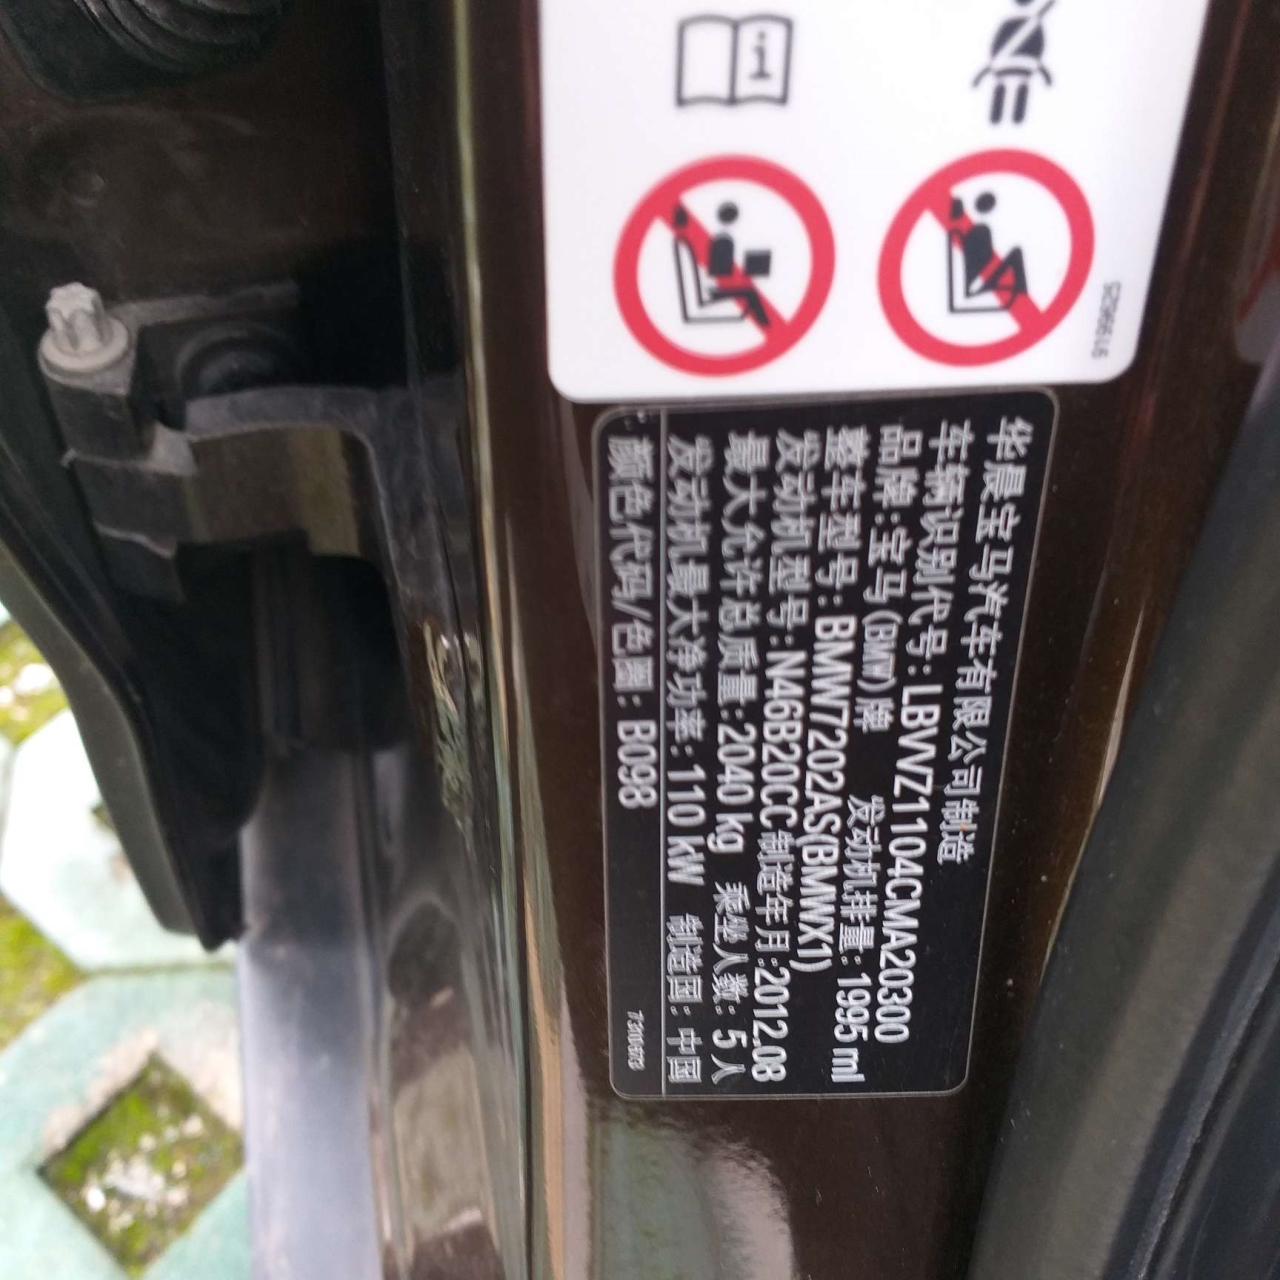 9196625
华晨宝马汽车有限公司制造
车辆识别代号：LBVVZ1104CMA20300
品牌：宝马(BMW)牌 发动机排量：1995 ml
整车型号：BMW7202AS(BMWX1)
发动机型号：N46B20CC 制造年月：2012.08
最大允许总质量：2040 kg 乘坐人数：5人
发动机最大净功率：110 kW 制造国：中国
颜色代码/色圈：B098